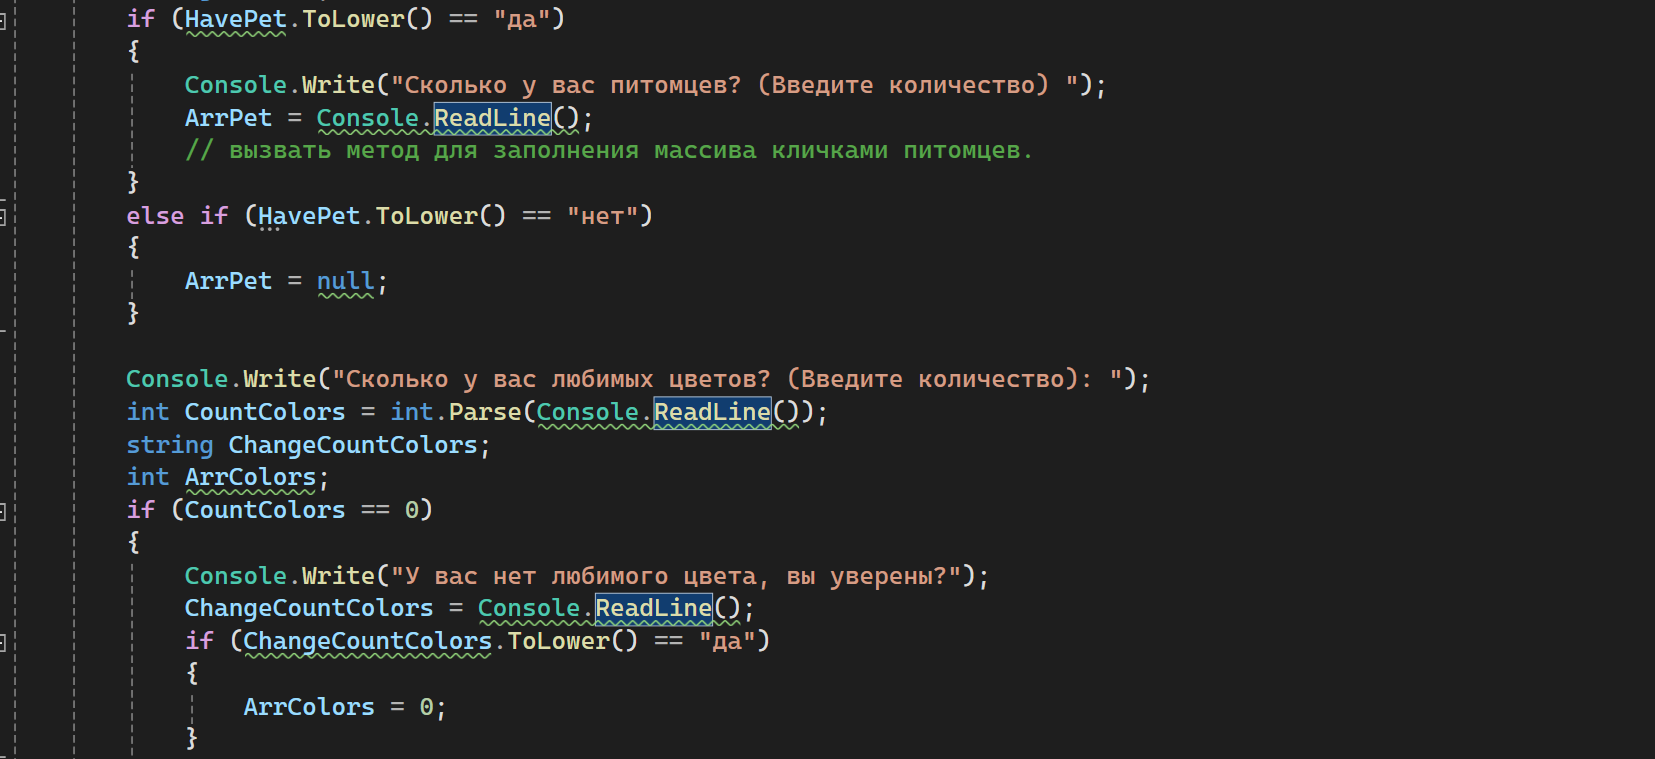 if (HavePet.ToLower() == "да")
{
Console.Write("Сколько у вас питомцев? (Введите количество) ");
ArrPet = Console.ReadLine();
// вызвать метод для заполнения массива кличками питомцев.
}
else if (HavePet.ToLower() == "нет")
{
ArrPet = null;
}
Console.Write("Сколько у вас любимых цветов? (Введите количество): ");
int CountColors = int.Parse(Console.ReadLine());
string ChangeCountColors;
int ArrColors;
if (CountColors == 0)
{
Console.Write("У вас нет любимого цвета, вы уверены?");
ChangeCountColors = Console.ReadLine();
if (ChangeCountColors.ToLower() == "да")
{
ArrColors = 0;
}